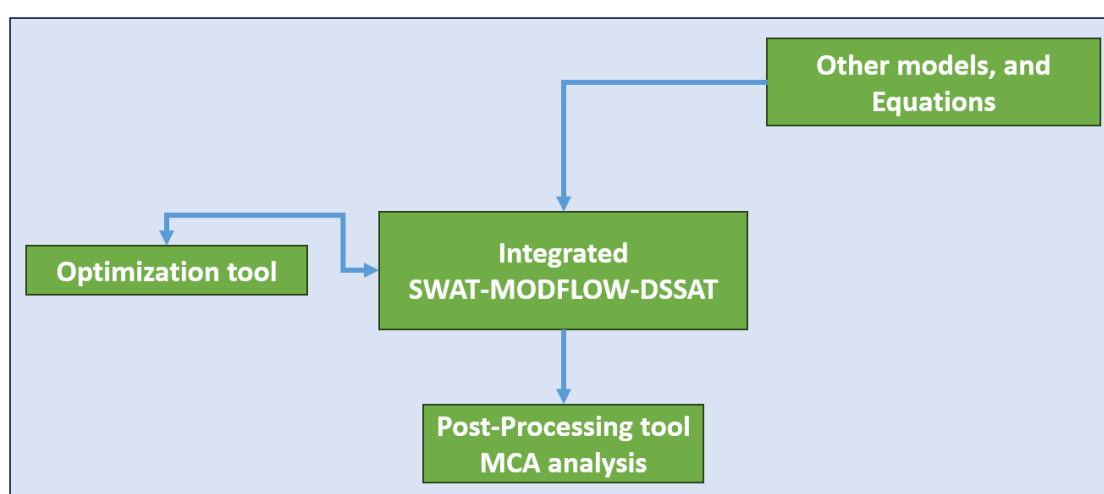 Other models, and
Equations
Optimization tool
Integrated
SWAT-MODFLOW-DSSAT
Post-Processing tool
MCA analysis